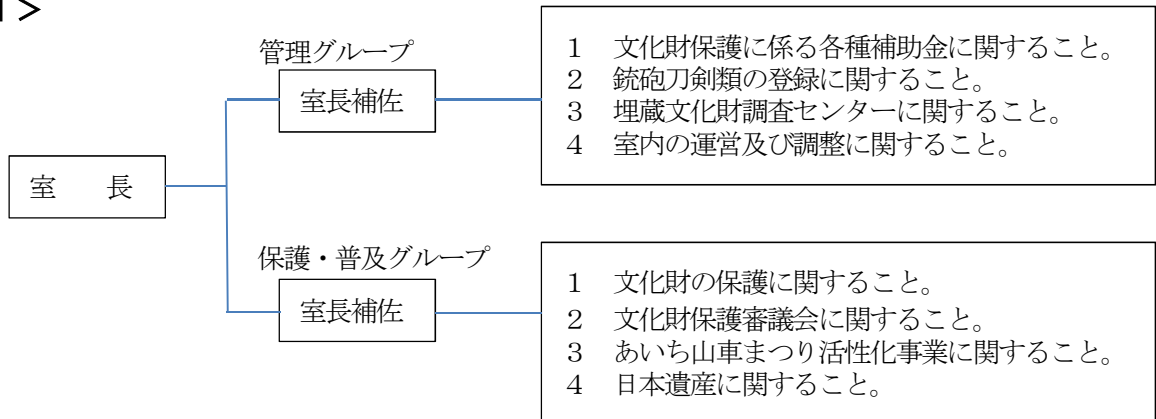 管理グループ
室長補佐
1 文化財保護に係る各種補助金に関すること。
2 銃砲刀剣類の登録に関すること。
3 埋蔵文化財調査センターに関すること。
4 室内の運営及び調整に関すること。
室 長
保護・普及グループ
室長補佐
1 文化財の保護に関すること。
2 文化財保護審議会に関すること。
3 あいち山車まつり活性化事業に関すること。
4 日本遺産に関すること。